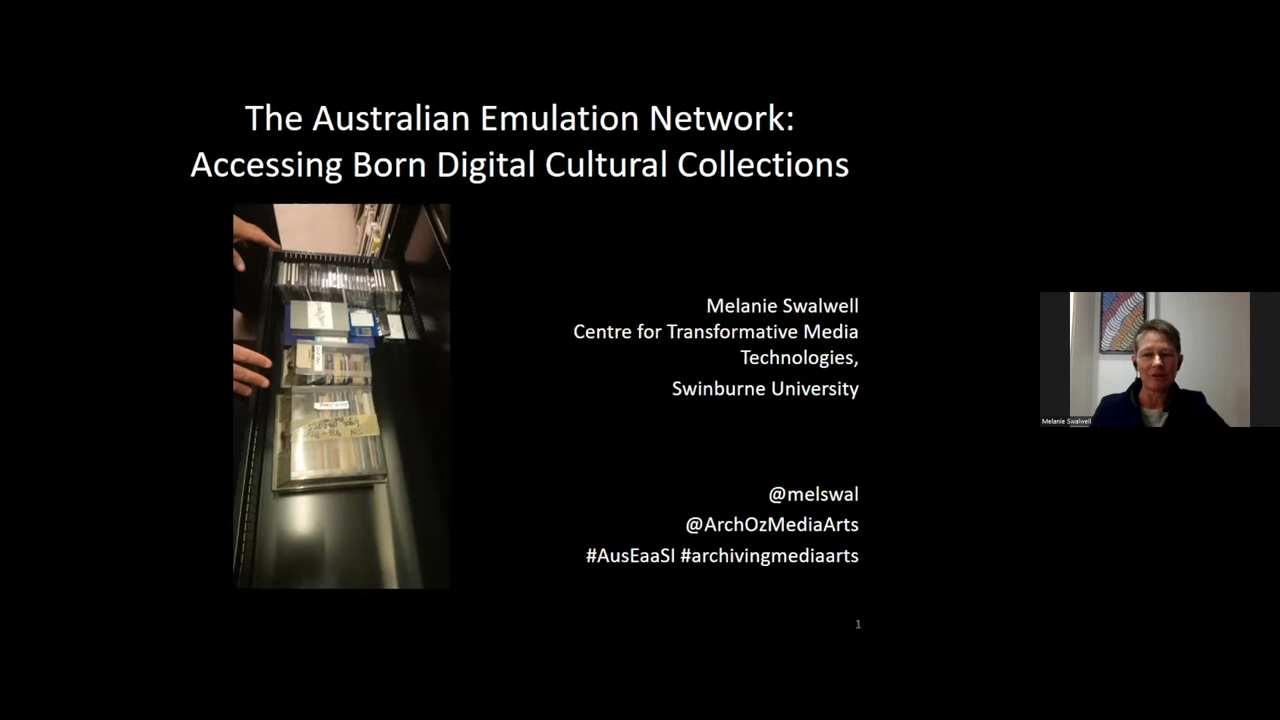 The Australian Emulation Network:
Accessing Born Digital Cultural Collections
Melanie Swalwell
Centre for Transformative Media
Technologies,
Swinburne University
@melswal
@ArchOzMediaArts
#AusEaaSI #archivingmediaarts
1
Melanie Swalwell